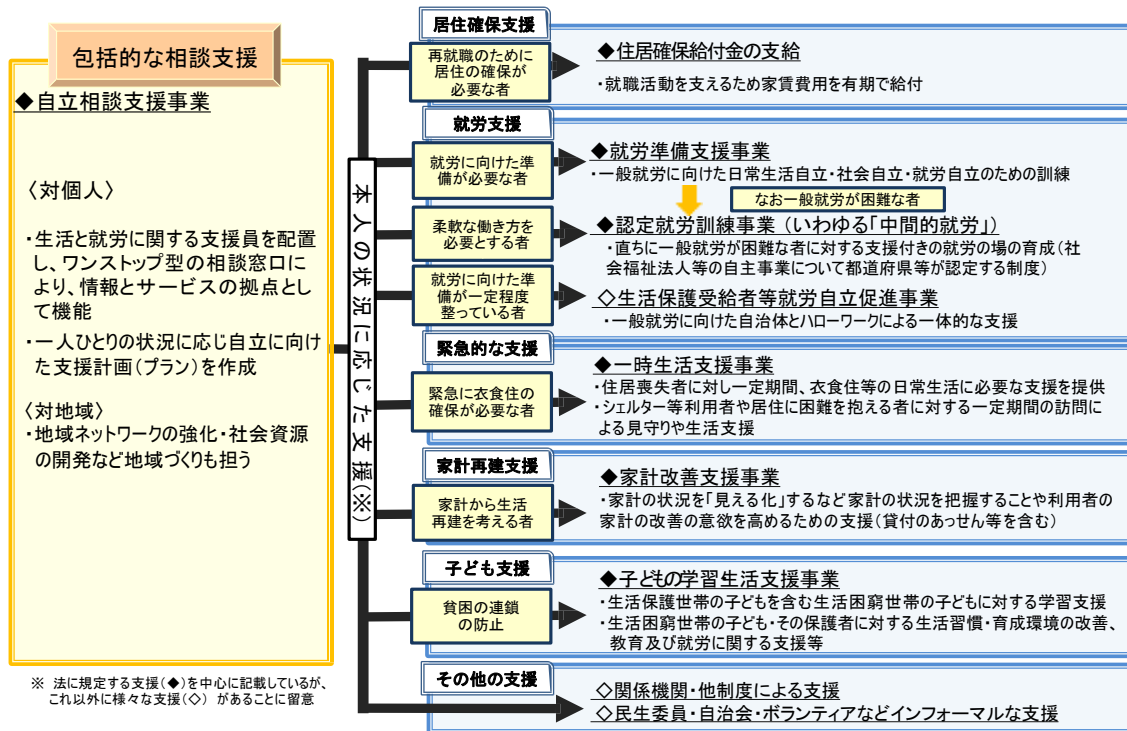 包括的な相談支援
◆自立相談支援事業
〈対個人〉
・生活と就労に関する支援員を配置
し、ワンストップ型の相談窓口に
より、情報とサービスの拠点とし
て機能
・一人ひとりの状況に応じ自立に向け
た支援計画(プラン)を作成
〈対地域〉
・地域ネットワークの強化・社会資源
の開発など地域づくりも担う
※ 法に規定する支援(◆)を中心に記載しているが、
これ以外に様々な支援(◇) があることに留意
本人の状況に応じた支援(※)
居住確保支援
再就職のために
居住の確保が
必要な者
◆住居確保給付金の支給
・就職活動を支えるため家賃費用を有期で給付
就労支援
就労に向けた準
備が必要な者
◆就労準備支援事業
・一般就労に向けた日常生活自立・社会自立・就労自立のための訓練
なお一般就労が困難な者
柔軟な働き方を
必要とする者
◆認定就労訓練事業(いわゆる「中間的就労」)
・直ちに一般就労が困難な者に対する支援付きの就労の場の育成(社
会福祉法人等の自主事業について都道府県等が認定する制度)
就労に向けた準
備が一定程度
整っている者
◇生活保護受給者等就労自立促進事業
・一般就労に向けた自治体とハローワークによる一体的な支援
緊急的な支援
緊急に衣食住の
確保が必要な者
◆一時生活支援事業
・住居喪失者に対し一定期間、衣食住等の日常生活に必要な支援を提供
・シェルター等利用者や居住に困難を抱える者に対する一定期間の訪問に
よる見守りや生活支援
家計再建支援
家計から生活
再建を考える者
◆家計改善支援事業
・家計の状況を「見える化」するなど家計の状況を把握することや利用者の
家計の改善の意欲を高めるための支援(貸付のあっせん等を含む)
子ども支援
貧困の連鎖
の防止
◆子どもの学習生活支援事業
・生活保護世帯の子どもを含む生活困窮世帯の子どもに対する学習支援
・生活困窮世帯の子ども・その保護者に対する生活習慣・育成環境の改善、
教育及び就労に関する支援等
その他の支援
◇関係機関・他制度による支援
◇民生委員・自治会・ボランティアなどインフォーマルな支援